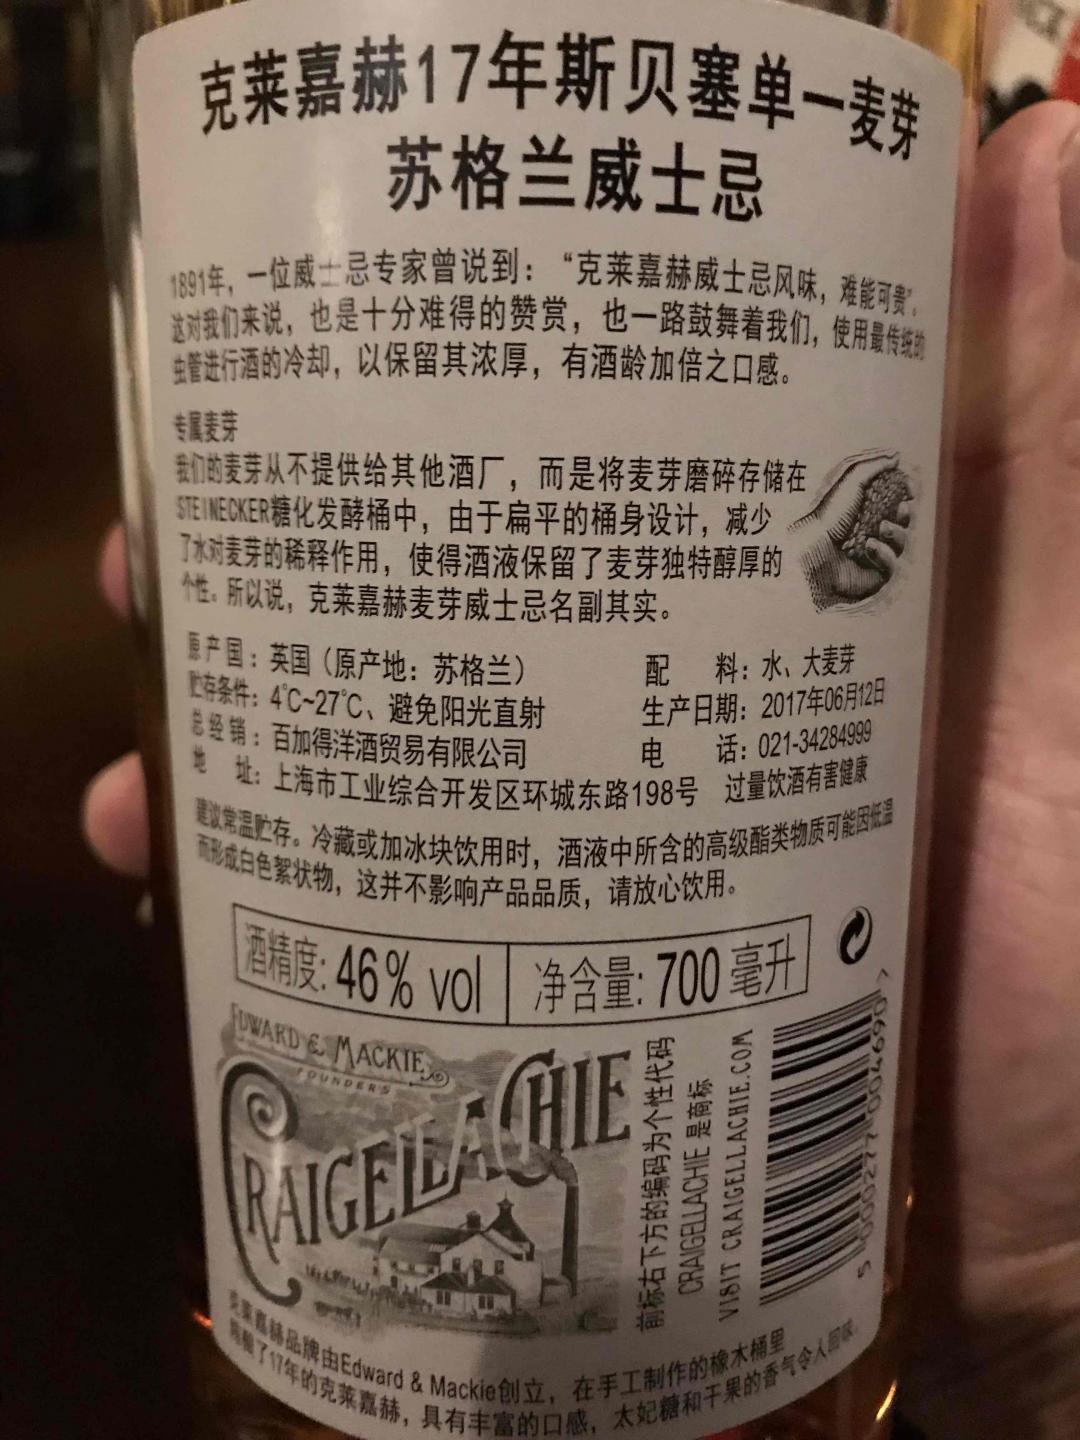 克莱嘉赫17年斯贝塞单一麦芽
苏格兰威士忌
1891年，一位威士忌专家曾说到：“克莱嘉赫威士忌风味，难能可贵”。
这对我们来说，也是十分难得的赞赏，也一路鼓舞着我们，使用最传统的
虫管进行酒的冷却，以保留其浓厚，有酒龄加倍之口感。
专属麦芽
我们的麦芽从不提供给其他酒厂，而是将麦芽磨碎存储在
STEINECKER糖化发酵桶中，由于扁平的桶身设计，减少
了水对麦芽的稀释作用，使得酒液保留了麦芽独特醇厚的
个性。所以说，克莱嘉赫麦芽威士忌名副其实。
原产国：英国（原产地：苏格兰） 配 料：水、大麦芽
贮存条件：4℃~27℃、避免阳光直射 生产日期：2017年06月12日
总经销：百加得洋酒贸易有限公司 电 话：021-34284999
地 址：上海市工业综合开发区环城东路198号 过量饮酒有害健康
建议常温贮存。冷藏或加冰块饮用时，酒液中所含的高级酯类物质可能因低温
而形成白色絮状物，这并不影响产品品质，请放心饮用。
酒精度: 46% vol 净含量: 700 毫升
EDWARD & MACKIE
FOUNDERS
CRAIGELLACHIE
前标右下方的编码为个性代码
CRAIGELLACHIE 是商标
VISIT CRAIGELLACHIE.COM
5 000277 004690 >
克莱嘉赫品牌由Edward & Mackie创立，在手工制作的橡木桶里
了17年的克莱嘉赫，具有丰富的口感，太妃糖和干果的香气令人回味。